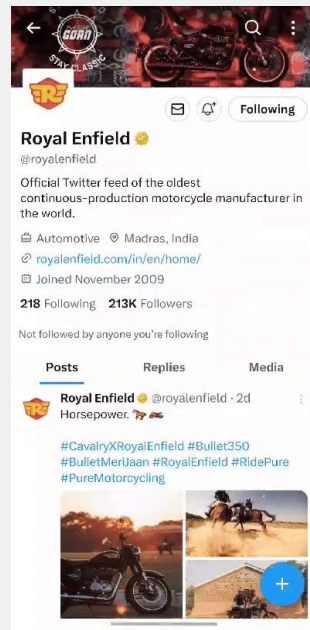 BORN
STAY CLASSIC
Following
Royal Enfield
@royalenfield
Official Twitter feed of the oldest
continuous-production motorcycle manufacturer in
the world.
Automotive Madras, India
royalenfield.com/in/en/home/
Joined November 2009
218 Following 213K Followers
Not followed by anyone you're following
Posts Replies Media
Royal Enfield @royalenfield · 2d
Horsepower.
#CavalryXRoyalEnfield #Bullet350
#BulletMeriJaan #RoyalEnfield #RidePure
#PureMotorcycling